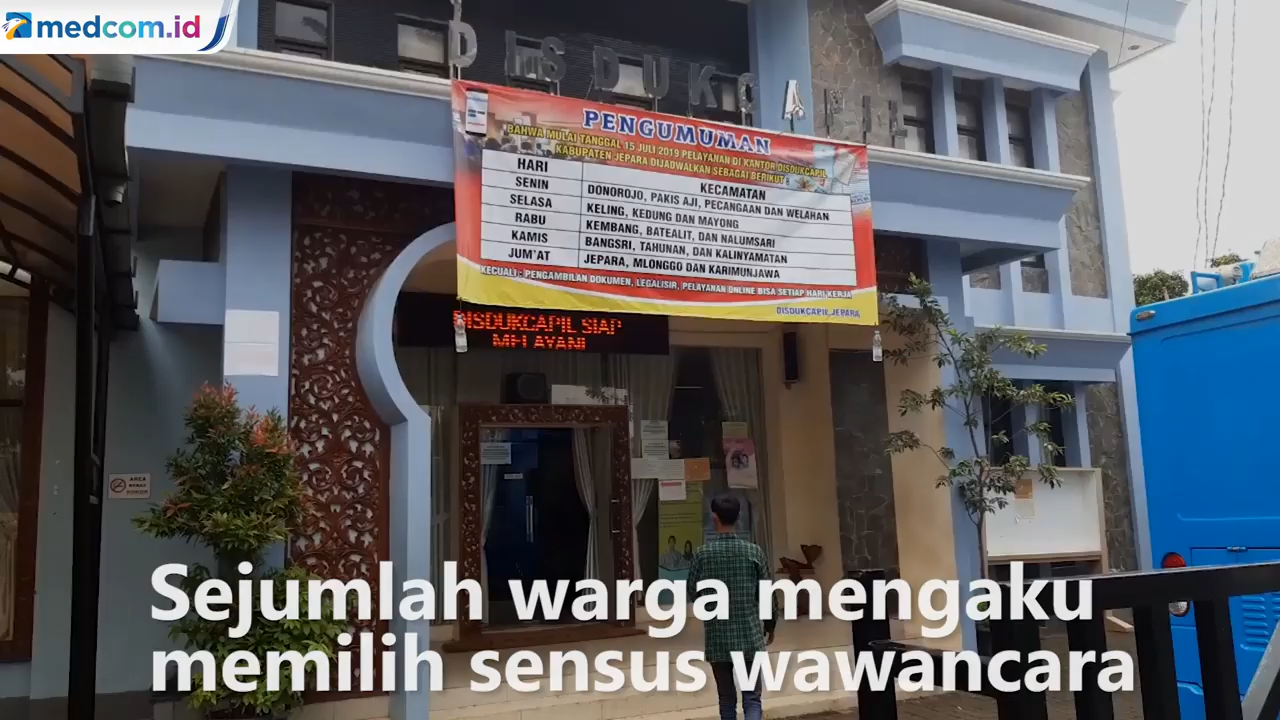 medcom.id
DISDUKCAPIL
PENGUMUMAN
BAHWA MULAI TANGGAL 15 JULI 2019 PELAYANAN DI KANTOR DISDUKCAPIL
KABUPATEN JEPARA DIJADWALKAN SEBAGAI BERIKUT :
HARI KECAMATAN
SENIN DONOROJO, PAKIS AJI, PECANGAAN DAN WELAHAN
SELASA KELING, KEDUNG DAN MAYONG
RABU KEMBANG, BATEALIT, DAN NALUMSARI
KAMIS BANGSRI, TAHUNAN, DAN KALINYAMATAN
JUM'AT JEPARA, MLONGGO DAN KARIMUNJAWA
KECUALI : PENGAMBILAN DOKUMEN, LEGALISIR, PELAYANAN ONLINE BISA SETIAP HARI KERJA
DISDUKCAPIL JEPARA
DISDUKCAPIL SIAP
MELAYANI
Sejumlah warga mengaku
memilih sensus wawancara